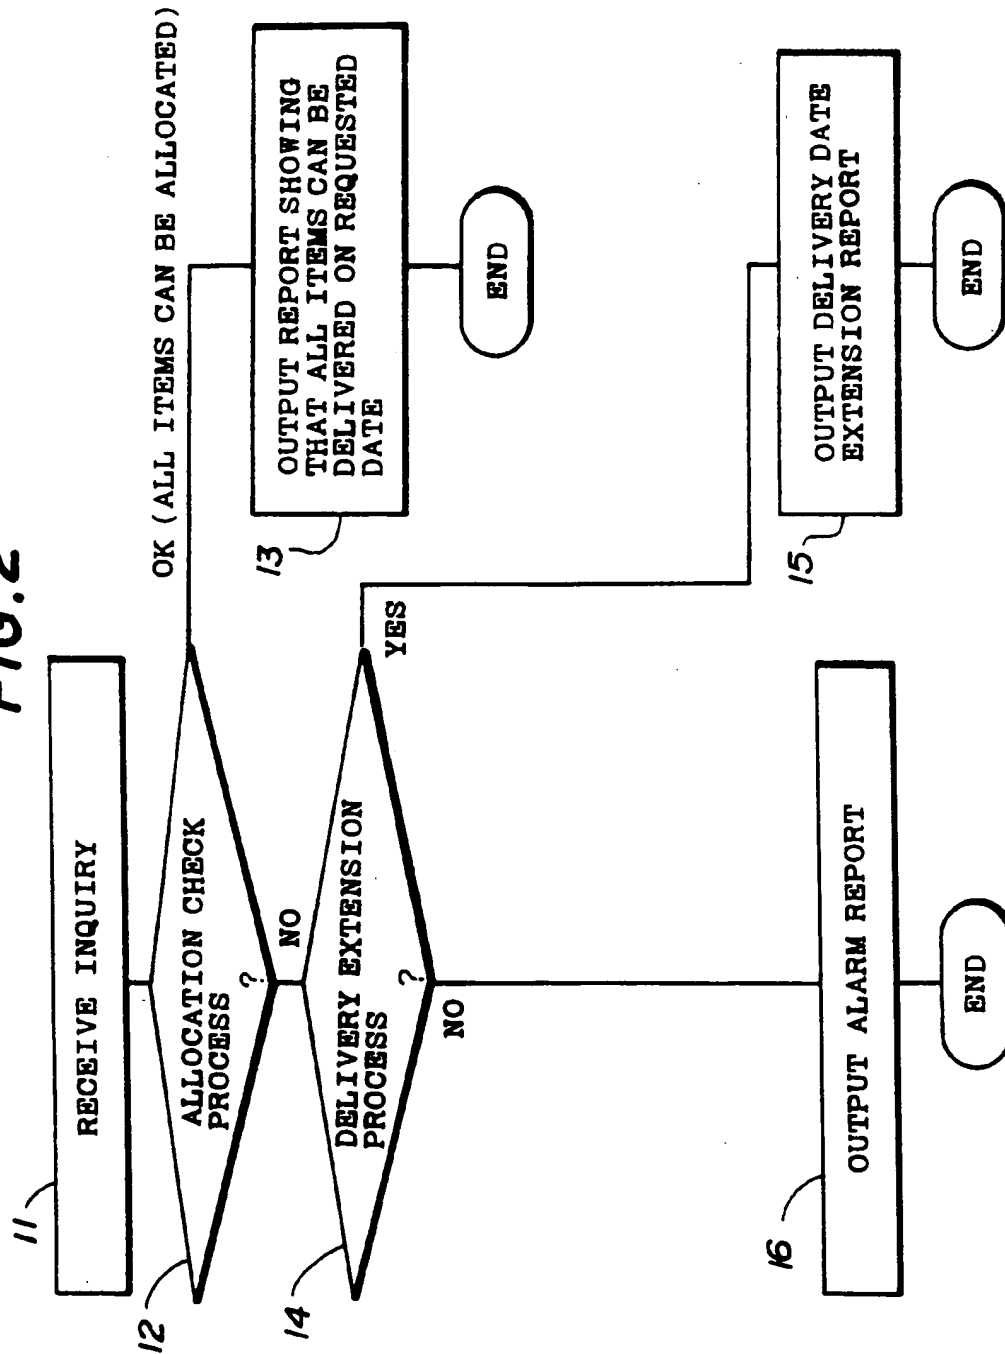 FIG.2
11
RECEIVE INQUIRY
12
ALLOCATION CHECK
PROCESS
?
OK (ALL ITEMS CAN BE ALLOCATED)
NO
13
OUTPUT REPORT SHOWING
THAT ALL ITEMS CAN BE
DELIVERED ON REQUESTED
DATE
END
14
DELIVERY EXTENSION
PROCESS
?
YES
NO
15
OUTPUT DELIVERY DATE
EXTENSION REPORT
END
16
OUTPUT ALARM REPORT
END